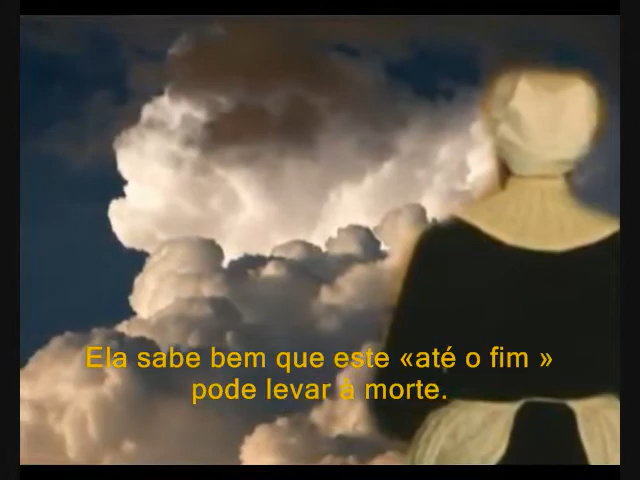 Ela sabe bem que este «até o fim »
pode levar à morte.